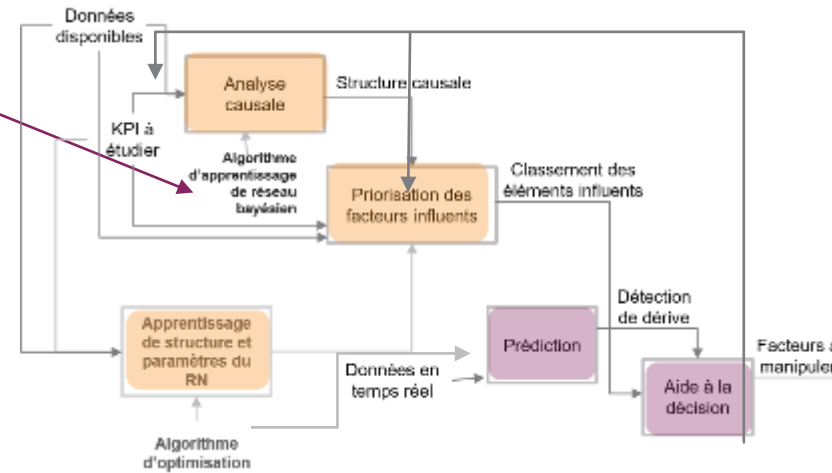 Données
disponibles
Analyse
causale
Structure causale
KPI à
étudier
Algorithme
d'apprentissage
de réseau
bayésien
Priorisation des
facteurs influents
Classement des
éléments influents
Apprentissage
de structure et
paramètres du
RN
Données en
temps réel
Prédiction
Détection
de dérive
Aide à la
décision
Facteurs à
manipuler
Algorithme
d'optimisation